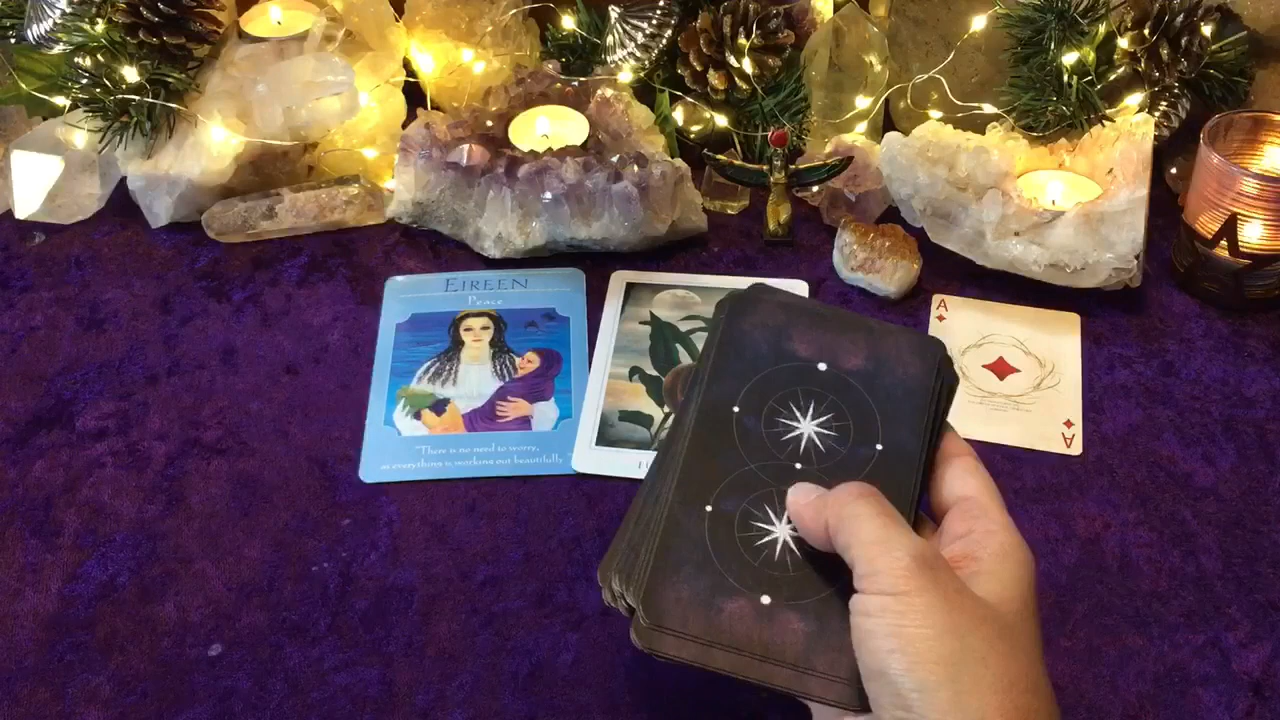 EIREEN
Peace
"There is no need to worry,
as everything is working out beautifully."
A
A